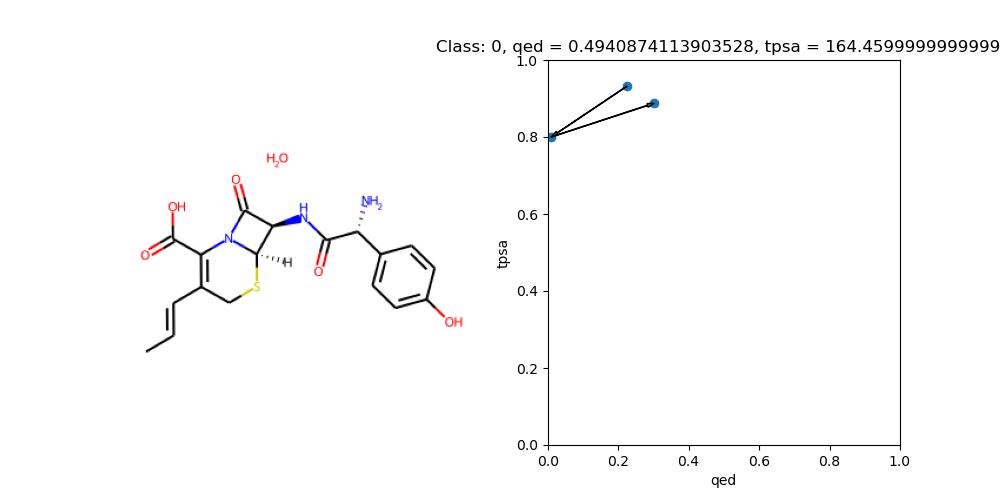 Class: 0, qed = 0.4940874113903528, tpsa = 164.4599999999999
1.0
0.8
0.6
0.4
0.2
0.0
tpsa
0.0 0.2 0.4 0.6 0.8 1.0
qed
H2O
O
OH
H
N
NH2
N
O
O
H
S
OH